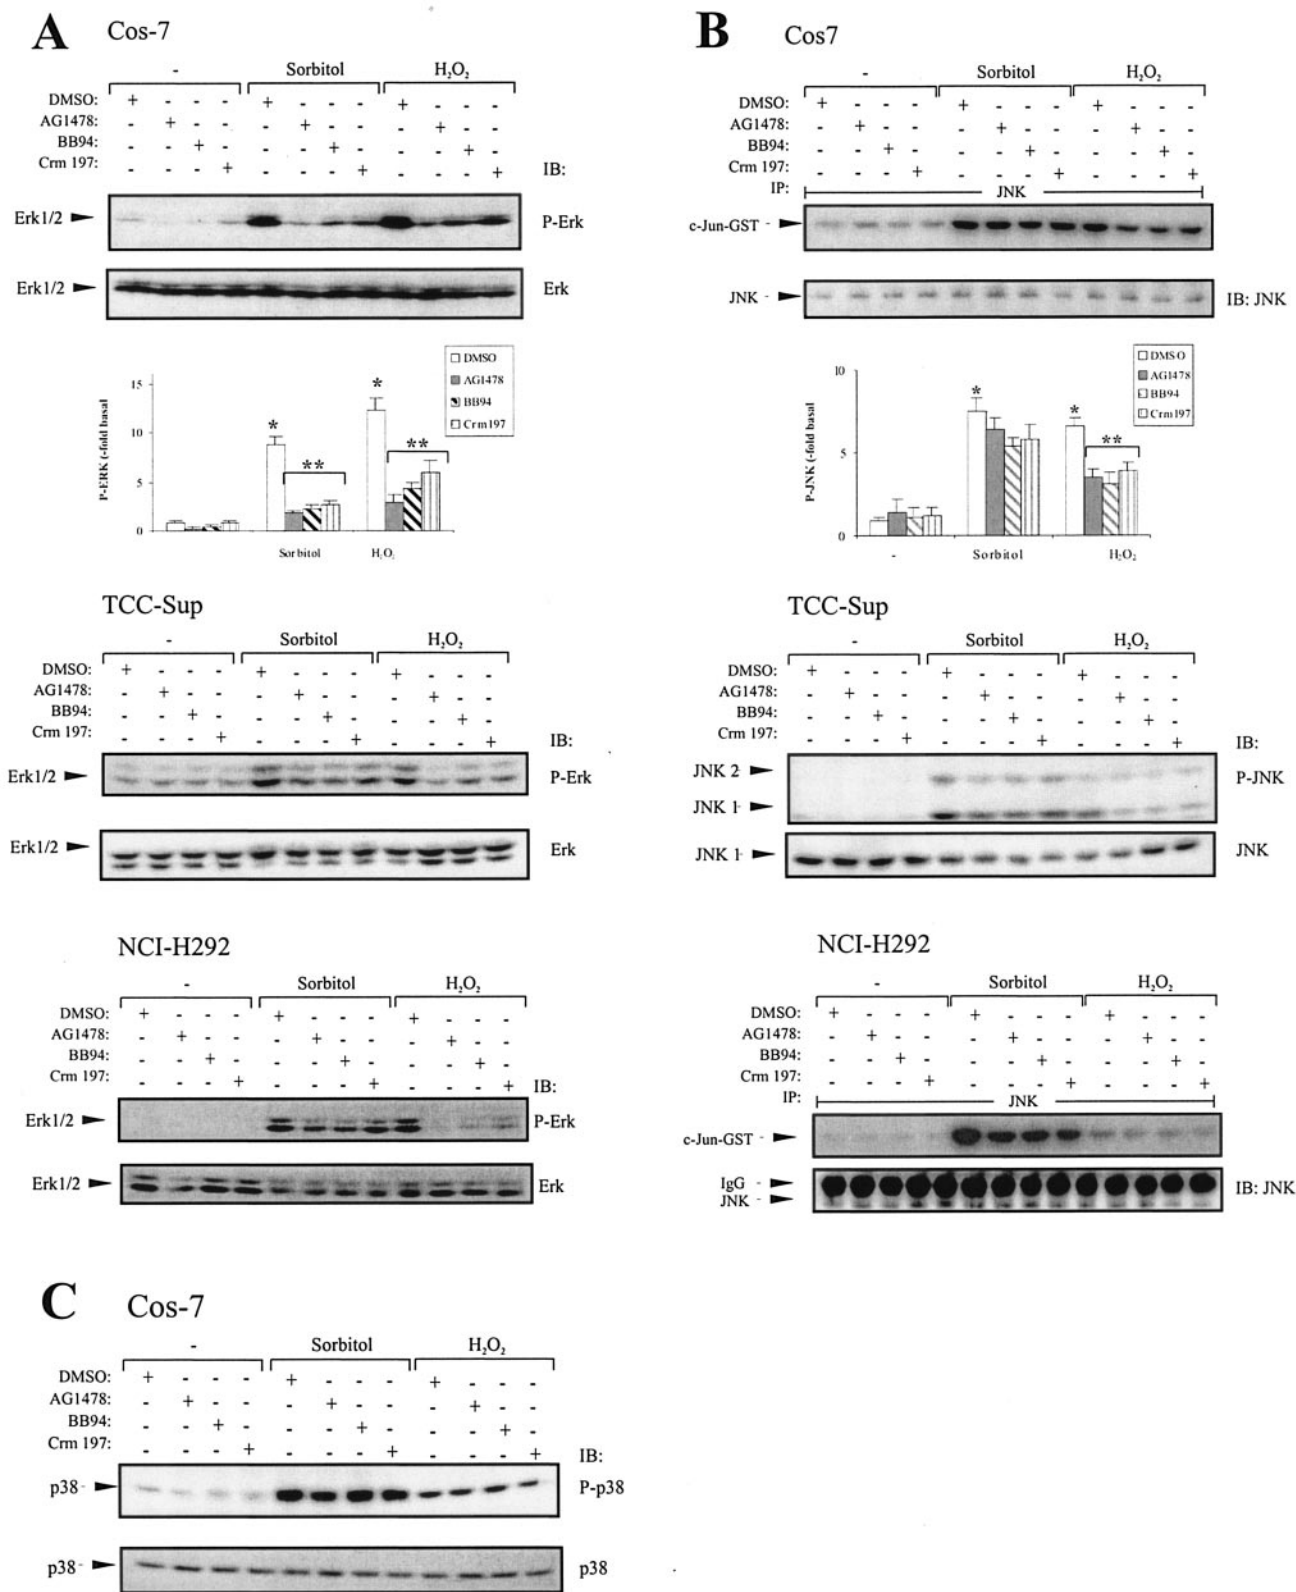 A Cos-7
- Sorbitol H₂O₂
DMSO: + - - - + - - - + - - -
AG1478: - + - - - + - - - + - -
BB94: - - + - - - + - - - + -
Crm 197: - - - + - - - + - - - +
IB:
Erk1/2 P-Erk
Erk1/2 Erk
P-ERK (-fold basal
15
10
5
0
* ** * **
DMSO
AG1478
BB94
Crm197
Sorbitol H₂O₂
TCC-Sup
- Sorbitol H₂O₂
DMSO: + - - - + - - - + - - -
AG1478: - + - - - + - - - + - -
BB94: - - + - - - + - - - + -
Crm 197: - - - + - - - + - - - +
IB:
Erk1/2 P-Erk
Erk1/2 Erk
NCI-H292
- Sorbitol H₂O₂
DMSO: + - - - + - - - + - - -
AG1478: - + - - - + - - - + - -
BB94: - - + - - - + - - - + -
Crm 197: - - - + - - - + - - - +
IB:
Erk1/2 P-Erk
Erk1/2 Erk
B Cos7
- Sorbitol H₂O₂
DMSO: + - - - + - - - + - - -
AG1478: - + - - - + - - - + - -
BB94: - - + - - - + - - - + -
Crm 197: - - - + - - - + - - - +
IP: JNK
c-Jun-GST
JNK IB: JNK
P-JNK (-fold basal
10
5
0
* * **
DMSO
AG1478
BB94
Crm197
- Sorbitol H₂O₂
TCC-Sup
- Sorbitol H₂O₂
DMSO: + - - - + - - - + - - -
AG1478: - + - - - + - - - + - -
BB94: - - + - - - + - - - + -
Crm 197: - - - + - - - + - - - +
IB:
JNK 2 P-JNK
JNK 1
JNK 1 JNK
NCI-H292
- Sorbitol H₂O₂
DMSO: + - - - + - - - + - - -
AG1478: - + - - - + - - - + - -
BB94: - - + - - - + - - - + -
Crm 197: - - - + - - - + - - - +
IP: JNK
c-Jun-GST
IgG IB: JNK
JNK
C Cos-7
- Sorbitol H₂O₂
DMSO: + - - - + - - - + - - -
AG1478: - + - - - + - - - + - -
BB94: - - + - - - + - - - + -
Crm 197: - - - + - - - + - - - +
IB:
p38 P-p38
p38 p38